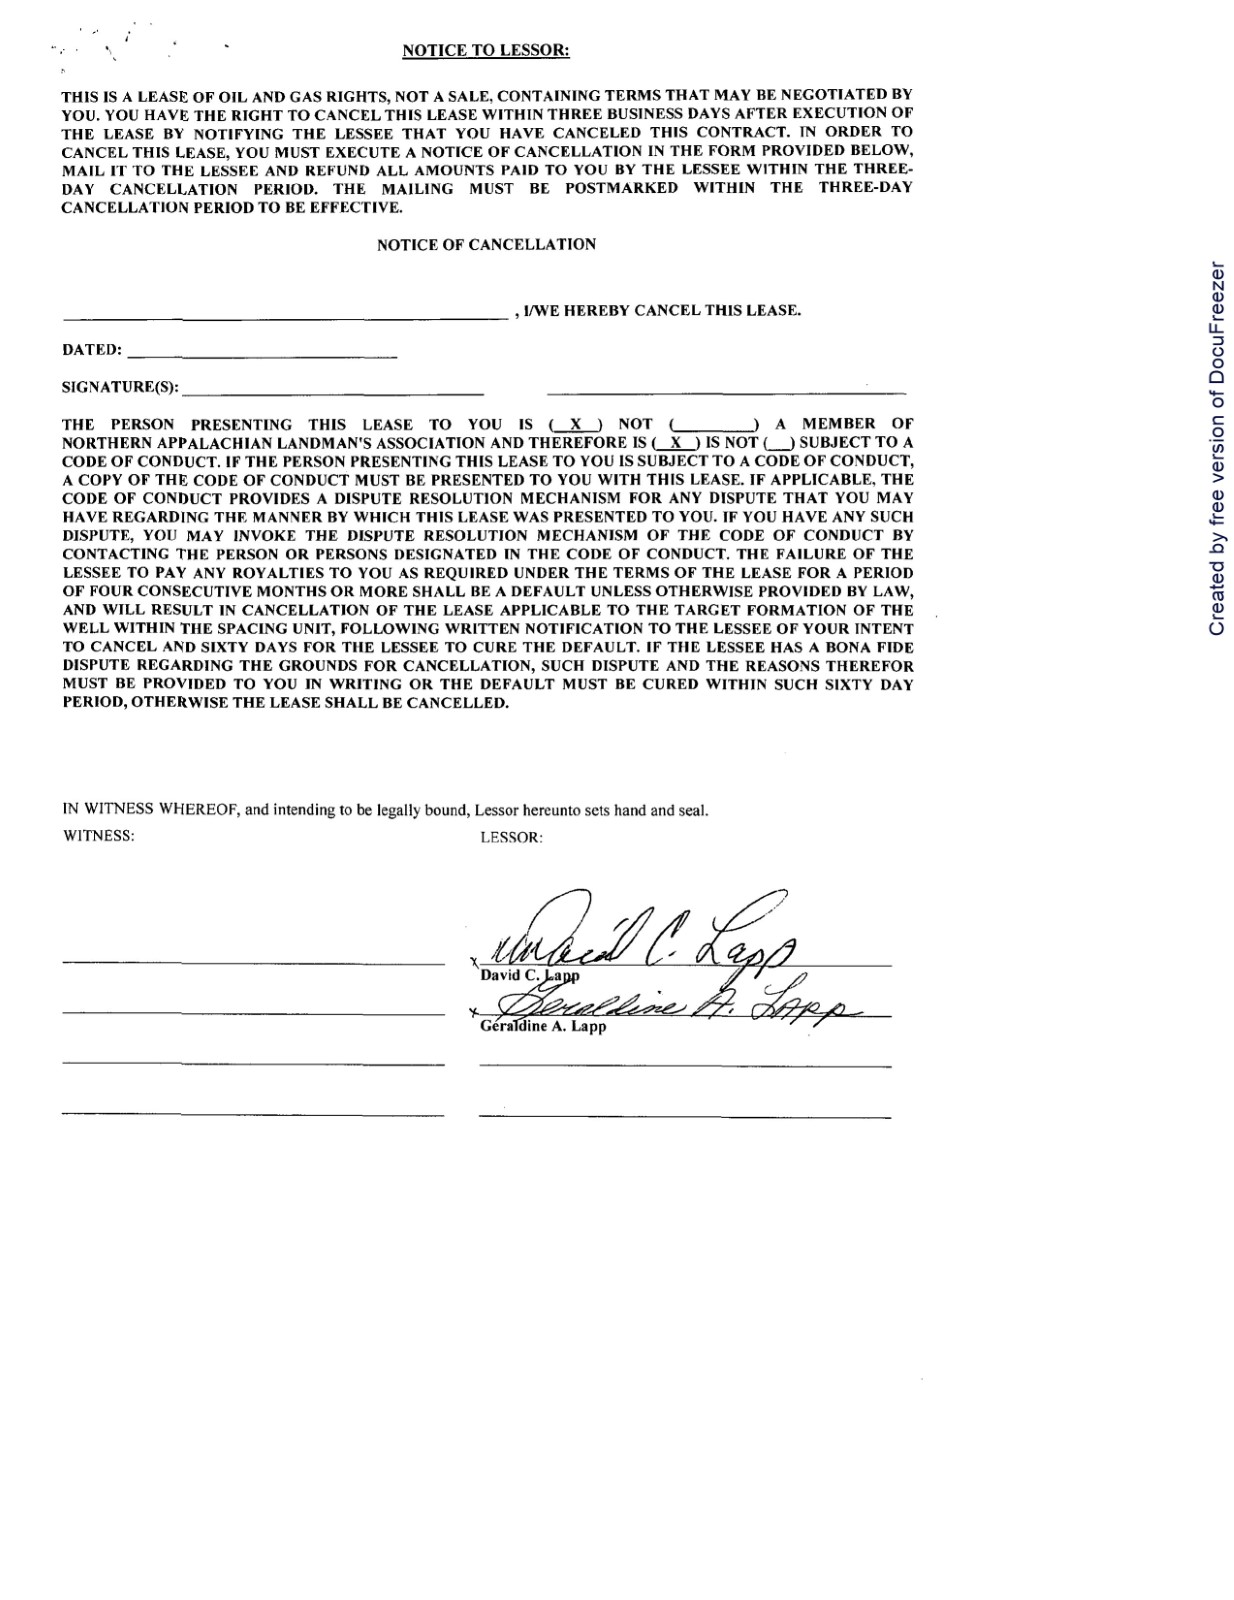 NOTICE TO LESSOR:
THIS IS A LEASE OF OIL AND GAS RIGHTS, NOT A SALE, CONTAINING TERMS THAT MAY BE NEGOTIATED BY
YOU. YOU HAVE THE RIGHT TO CANCEL THIS LEASE WITHIN THREE BUSINESS DAYS AFTER EXECUTION OF
THE LEASE BY NOTIFYING THE LESSEE THAT YOU HAVE CANCELED THIS CONTRACT. IN ORDER TO
CANCEL THIS LEASE, YOU MUST EXECUTE A NOTICE OF CANCELLATION IN THE FORM PROVIDED BELOW,
MAIL IT TO THE LESSEE AND REFUND ALL AMOUNTS PAID TO YOU BY THE LESSEE WITHIN THE THREE-
DAY CANCELLATION PERIOD. THE MAILING MUST BE POSTMARKED WITHIN THE THREE-DAY
CANCELLATION PERIOD TO BE EFFECTIVE.
NOTICE OF CANCELLATION
____________________, I/WE HEREBY CANCEL THIS LEASE.
DATED: ____________________
SIGNATURE(S): ____________________ ____________________
THE PERSON PRESENTING THIS LEASE TO YOU IS (_X_) NOT (______) A MEMBER OF
NORTHERN APPALACHIAN LANDMAN'S ASSOCIATION AND THEREFORE IS (_X_) IS NOT (__) SUBJECT TO A
CODE OF CONDUCT. IF THE PERSON PRESENTING THIS LEASE TO YOU IS SUBJECT TO A CODE OF CONDUCT,
A COPY OF THE CODE OF CONDUCT MUST BE PRESENTED TO YOU WITH THIS LEASE. IF APPLICABLE, THE
CODE OF CONDUCT PROVIDES A DISPUTE RESOLUTION MECHANISM FOR ANY DISPUTE THAT YOU MAY
HAVE REGARDING THE MANNER BY WHICH THIS LEASE WAS PRESENTED TO YOU. IF YOU HAVE ANY SUCH
DISPUTE, YOU MAY INVOKE THE DISPUTE RESOLUTION MECHANISM OF THE CODE OF CONDUCT BY
CONTACTING THE PERSON OR PERSONS DESIGNATED IN THE CODE OF CONDUCT. THE FAILURE OF THE
LESSEE TO PAY ANY ROYALTIES TO YOU AS REQUIRED UNDER THE TERMS OF THE LEASE FOR A PERIOD
OF FOUR CONSECUTIVE MONTHS OR MORE SHALL BE A DEFAULT UNLESS OTHERWISE PROVIDED BY LAW,
AND WILL RESULT IN CANCELLATION OF THE LEASE APPLICABLE TO THE TARGET FORMATION OF THE
WELL WITHIN THE SPACING UNIT, FOLLOWING WRITTEN NOTIFICATION TO THE LESSEE OF YOUR INTENT
TO CANCEL AND SIXTY DAYS FOR THE LESSEE TO CURE THE DEFAULT. IF THE LESSEE HAS A BONA FIDE
DISPUTE REGARDING THE GROUNDS FOR CANCELLATION, SUCH DISPUTE AND THE REASONS THEREFOR
MUST BE PROVIDED TO YOU IN WRITING OR THE DEFAULT MUST BE CURED WITHIN SUCH SIXTY DAY
PERIOD, OTHERWISE THE LEASE SHALL BE CANCELLED.
IN WITNESS WHEREOF, and intending to be legally bound, Lessor hereunto sets hand and seal.
WITNESS: LESSOR:
x David C. Lapp
David C. Lapp
x Geraldine A. Lapp
Geraldine A. Lapp
Created by free version of DocuFreezer